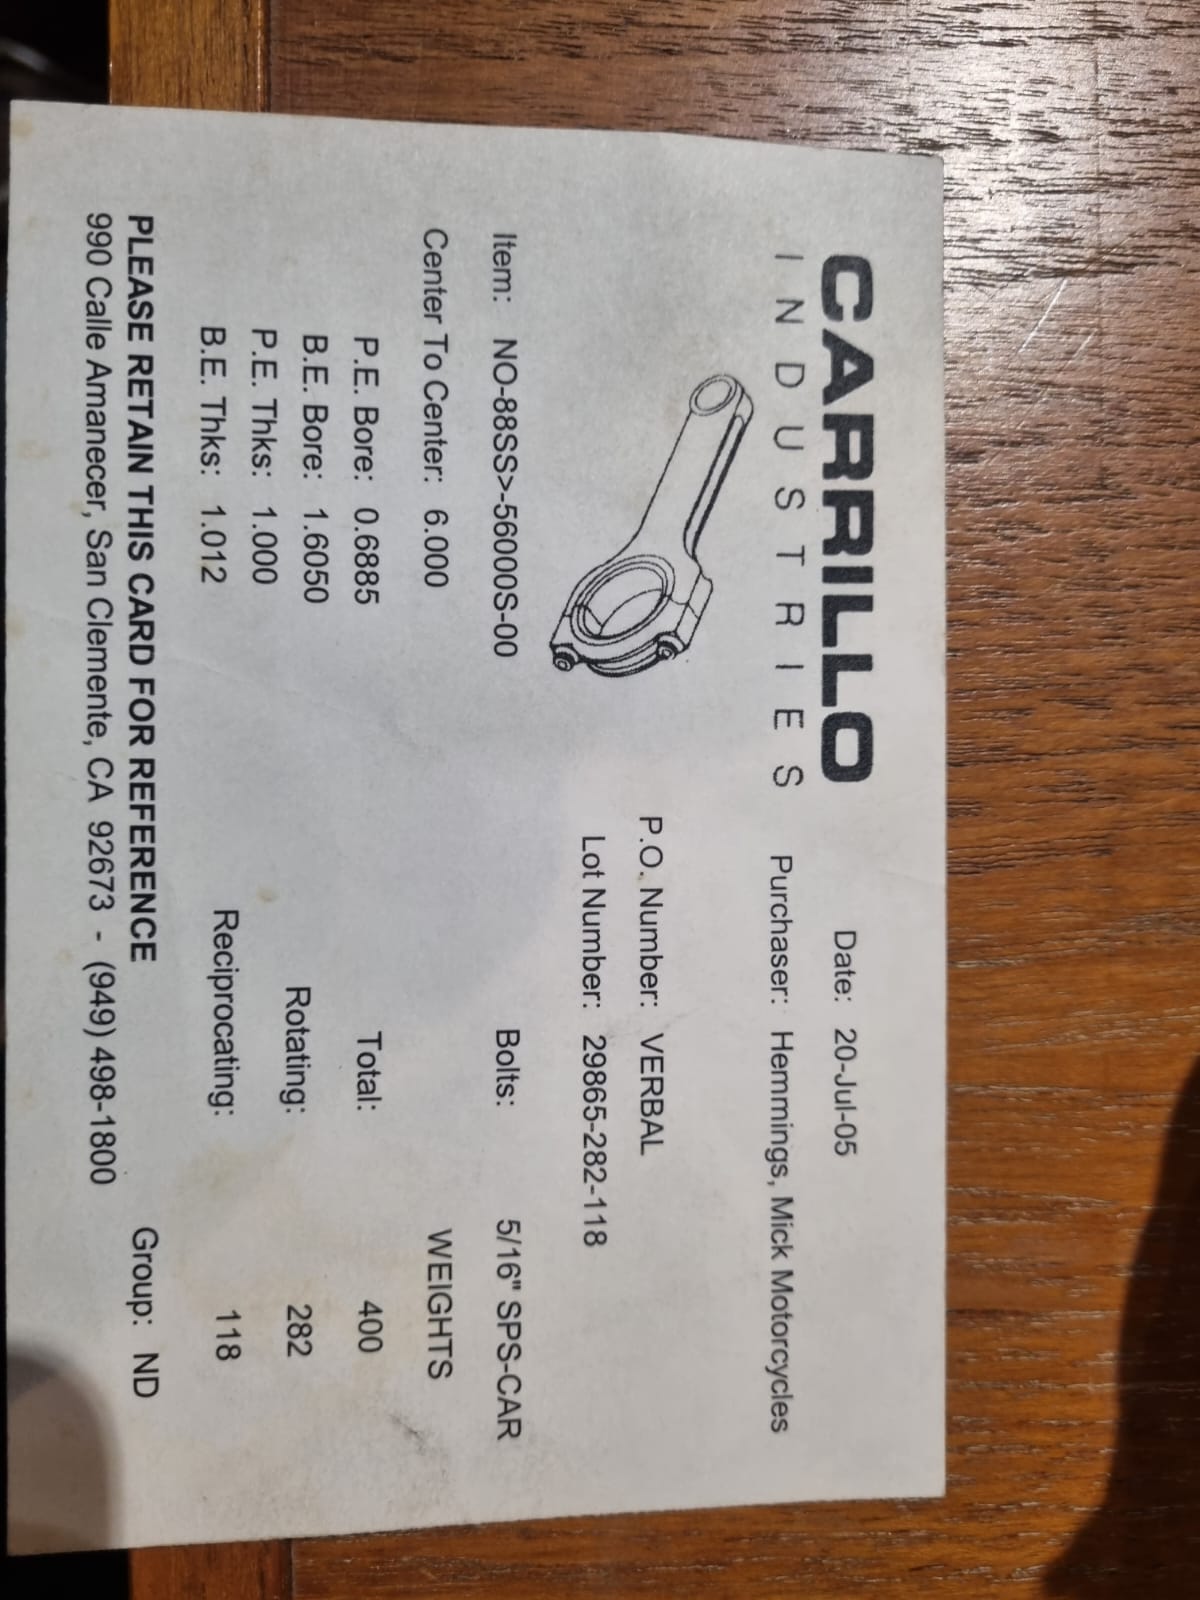 CARRILLO
INDUSTRIES
Date: 20-Jul-05
Purchaser: Hemmings, Mick Motorcycles
P.O. Number: VERBAL
Lot Number: 29865-282-118
Item: NO-88SS>-56000S-00
Bolts: 5/16" SPS-CAR
Center To Center: 6.000
WEIGHTS
P.E. Bore: 0.6885
Total: 400
B.E. Bore: 1.6050
Rotating: 282
P.E. Thks: 1.000
B.E. Thks: 1.012
Reciprocating: 118
PLEASE RETAIN THIS CARD FOR REFERENCE
Group: ND
990 Calle Amanecer, San Clemente, CA 92673 - (949) 498-1800